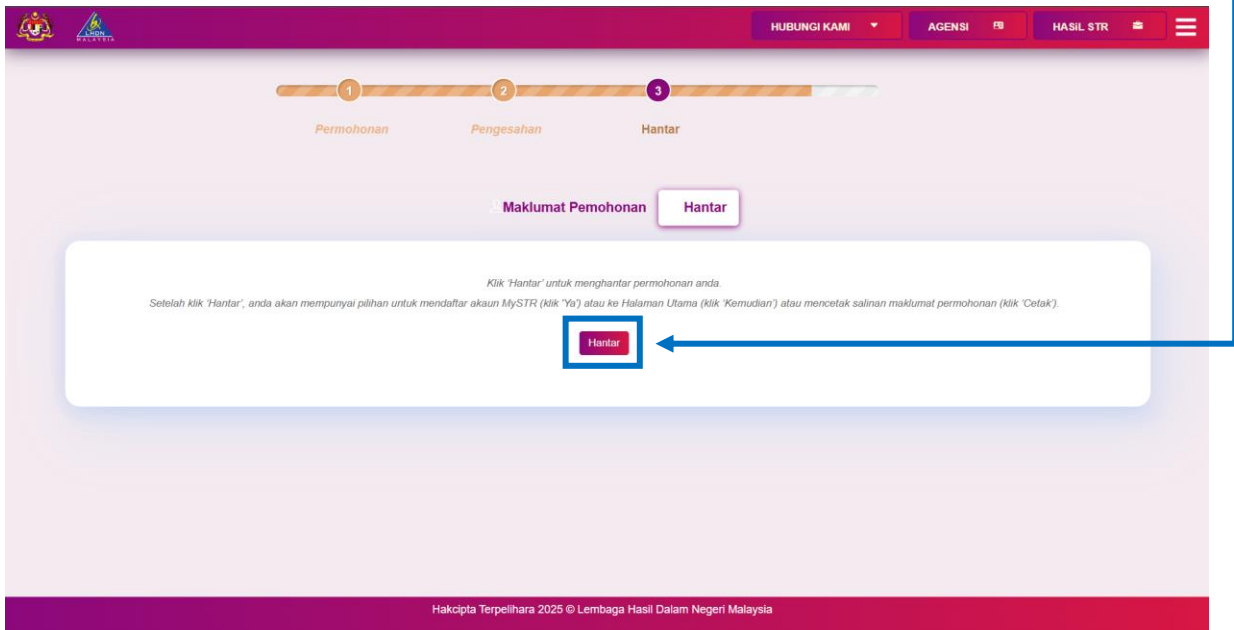 LHDN
MALAYSIA
HUBUNGI KAMI
AGENSI
HASiL STR
1
2
3
Permohonan
Pengesahan
Hantar
Maklumat Pemohonan
Hantar
Klik 'Hantar' untuk menghantar permohonan anda.
Setelah klik 'Hantar', anda akan mempunyai pilihan untuk mendaftar akaun MySTR (klik 'Ya') atau ke Halaman Utama (klik 'Kemudian') atau mencetak salinan maklumat permohonan (klik 'Cetak').
Hantar
Hakcipta Terpelihara 2025 © Lembaga Hasil Dalam Negeri Malaysia